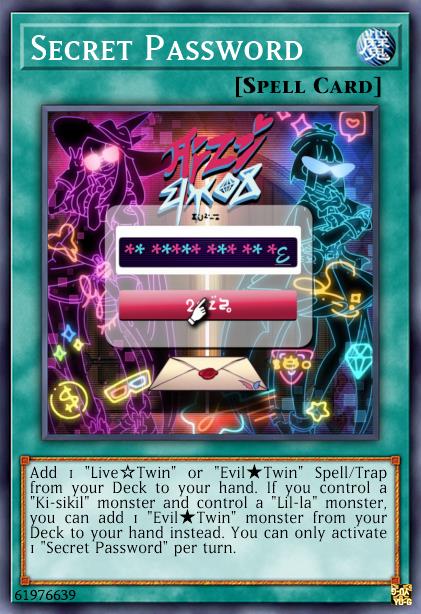 Secret Password
[Spell Card]
** ***** *** ** *
Add 1 "Live☆Twin" or "Evil★Twin" Spell/Trap
from your Deck to your hand. If you control a
"Ki-sikil" monster and control a "Lil-la" monster,
you can add 1 "Evil★Twin" monster from your
Deck to your hand instead. You can only activate
1 "Secret Password" per turn.
61976639